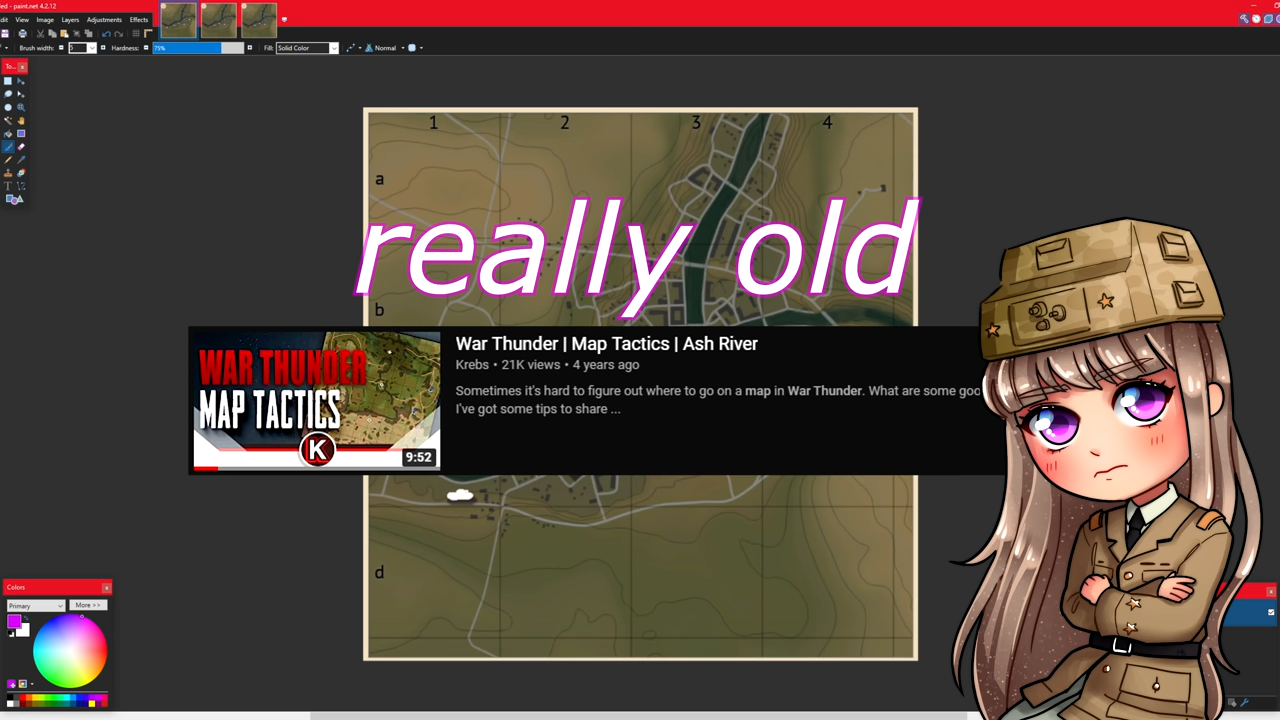 paint.net 4.2.12
View Image Layers Adjustments Effects
Brush width: 5 Hardness: 75% Fill: Solid Color Normal
To...
1 2 3 4
a
really old
b
War Thunder | Map Tactics | Ash River
Krebs • 21K views • 4 years ago
Sometimes it's hard to figure out where to go on a map in War Thunder. What are some
I've got some tips to share ...
WAR THUNDER
MAP TACTICS
K
9:52
d
Colors
Primary More >>